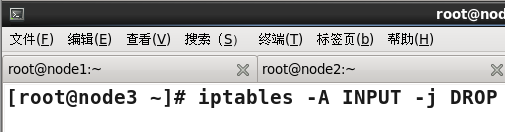 root@nod
文件(F) 编辑(E) 查看(V) 搜索 (S) 终端(T) 标签页(b) 帮助(H)
root@node1:~ root@node2:~
[root@node3 ~]# iptables -A INPUT -j DROP